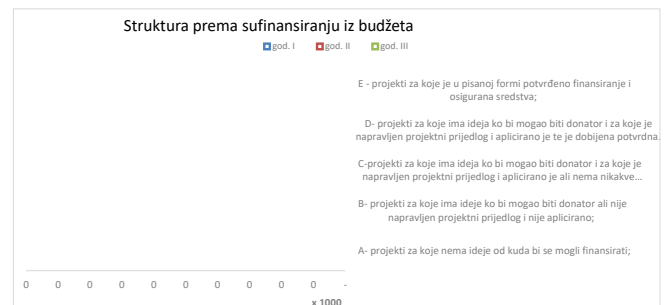 Struktura prema sufinansiranju iz budžeta
god. I god. II god. III
E - projekti za koje je u pisanoj formi potvrđeno finansiranje i
osigurana sredstva;
D- projekti za koje ima ideja ko bi mogao biti donator i za koje je
napravljen projektni prijedlog i aplicirano je te je dobijena potvrdna.
C-projekti za koje ima ideja ko bi mogao biti donator i za koje je
napravljen projektni prijedlog i aplicirano je ali nema nikakve...
B- projekti za koje ima ideje ko bi mogao biti donator ali nije
napravljen projektni prijedlog i nije aplicirano;
A- projekti za koje nema ideje od kuda bi se mogli finansirati;
0 0 0 0 0 0 0 0 0 0 -
x 1000